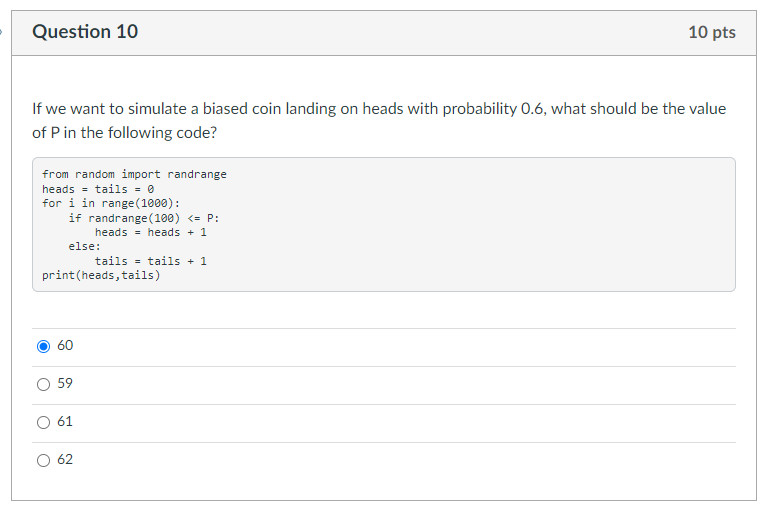 Question 10
10 pts
If we want to simulate a biased coin landing on heads with probability 0.6, what should be the value
of P in the following code?
from random import randrange
heads = tails = 0
for i in range(1000):
    if randrange(100) <= P:
        heads = heads + 1
    else:
        tails = tails + 1
print(heads,tails)
60
59
61
62